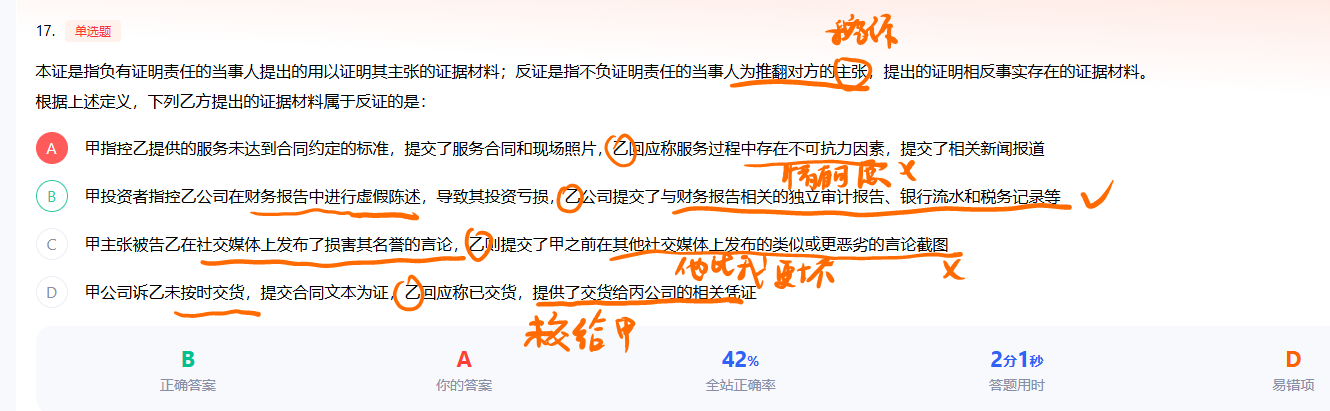 17. 单选题
本证是指负有证明责任的当事人提出的用以证明其主张的证据材料；反证是指不负证明责任的当事人为推翻对方的主张，提出的证明相反事实存在的证据材料。
根据上述定义，下列乙方提出的证据材料属于反证的是：
A 甲指控乙提供的服务未达到合同约定的标准，提交了服务合同和现场照片，乙回应称服务过程中存在不可抗力因素，提交了相关新闻报道
情有可原 x
B 甲投资者指控乙公司在财务报告中进行虚假陈述，导致其投资亏损，乙公司提交了与财务报告相关的独立审计报告、银行流水和税务记录等 ✓
C 甲主张被告乙在社交媒体上发布了损害其名誉的言论，乙则提交了甲之前在其他社交媒体上发布的类似或更恶劣的言论截图
他比我更坏 x
D 甲公司诉乙未按时交货，提交合同文本为证，乙回应称已交货，提供了交货给丙公司的相关凭证
未交给甲
B A 42% 2分1秒 D
正确答案 你的答案 全站正确率 答题用时 易错项